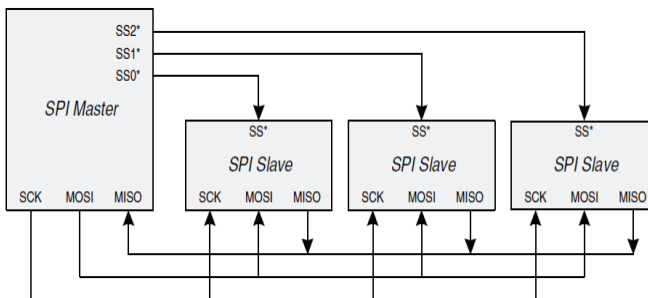 SS2*
SS1*
SS0*
SPI Master
SCK MOSI MISO
SS*
SPI Slave
SCK MOSI MISO
SS*
SPI Slave
SCK MOSI MISO
SS*
SPI Slave
SCK MOSI MISO